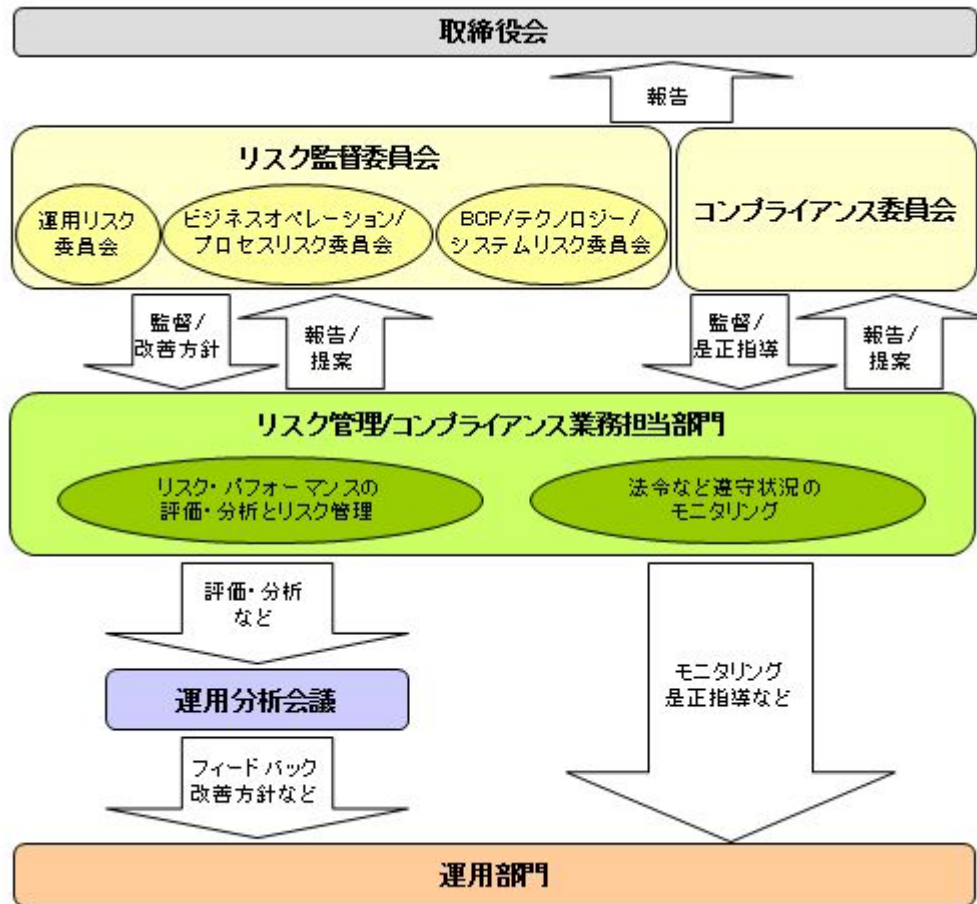 取締役会
報告
リスク監督委員会
運用リスク
委員会
ビジネスオペレーション/
プロセスリスク委員会
BCP/テクノロジー/
システムリスク委員会
コンプライアンス委員会
監督/
改善方針
報告/
提案
監督/
是正指導
報告/
提案
リスク管理/コンプライアンス業務担当部門
リスク・パフォーマンスの
評価・分析とリスク管理
法令など遵守状況の
モニタリング
評価・分析
など
運用分析会議
モニタリング
是正指導など
フィードバック
改善方針など
運用部門